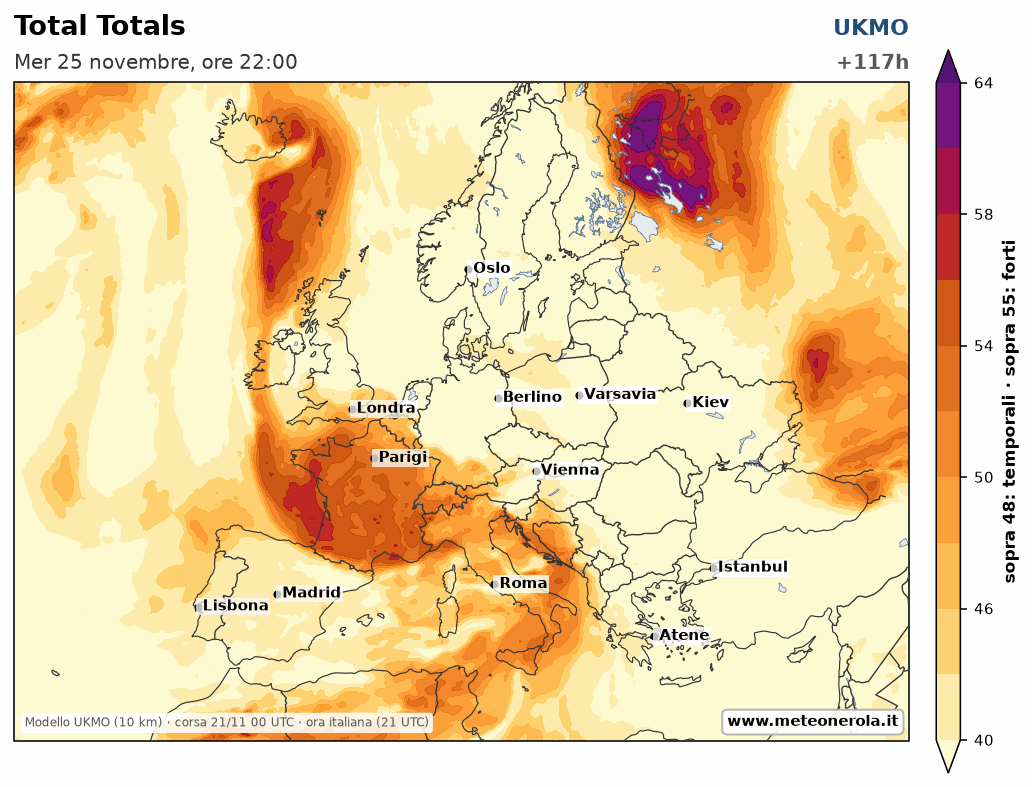 Total Totals
UKMO
Mer 25 novembre, ore 22:00
+117h
64
58
54
50
46
40
sopra 48: temporali · sopra 55: forti
Oslo
Londra
Berlino
Varsavia
Kiev
Parigi
Vienna
Istanbul
Roma
Madrid
Lisbona
Atene
Modello UKMO (10 km) · corsa 21/11 00 UTC · ora italiana (21 UTC)
www.meteonerola.it